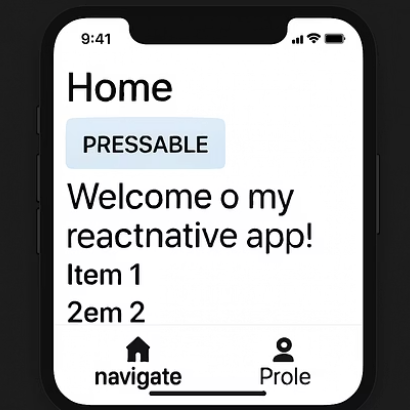 9:41
Home
PRESSABLE
Welcome o my
reactnative app!
Item 1
2em 2
navigate
Prole